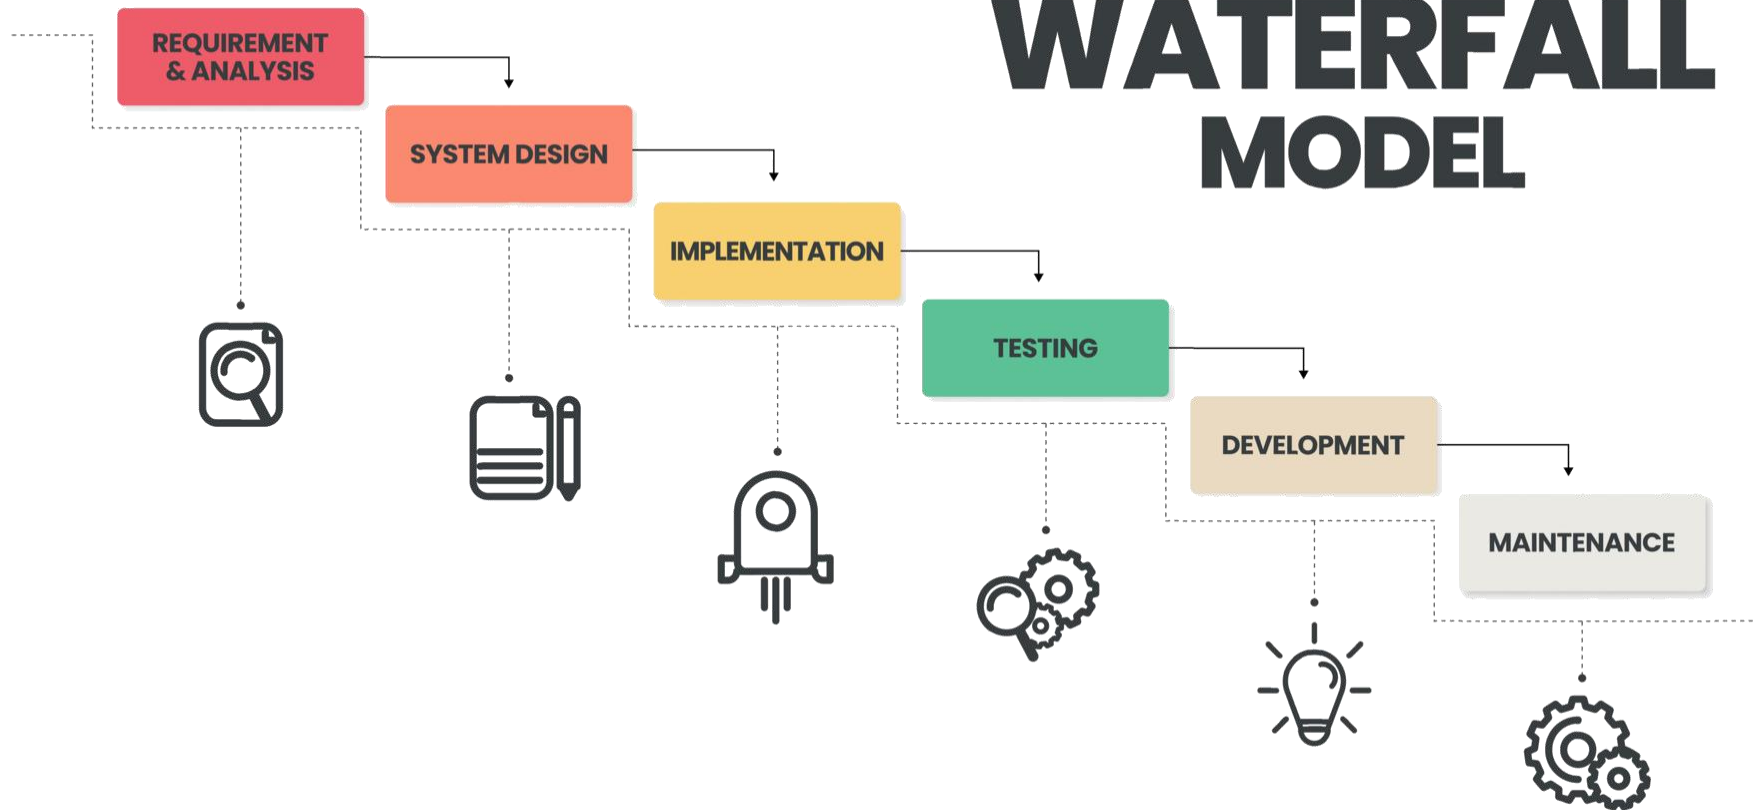 WATERFALL
MODEL
REQUIREMENT
& ANALYSIS
SYSTEM DESIGN
IMPLEMENTATION
TESTING
DEVELOPMENT
MAINTENANCE